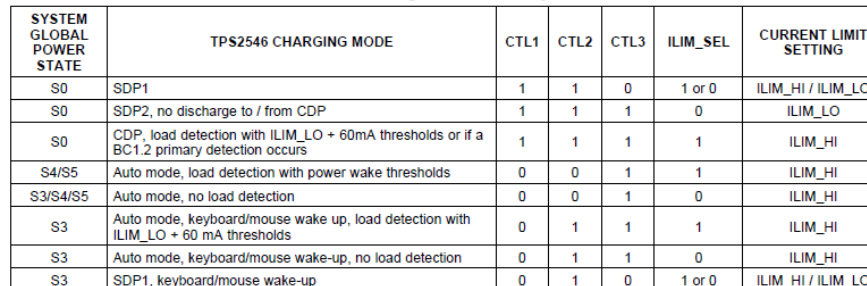 SYSTEM GLOBAL POWER STATE TPS2546 CHARGING MODE CTL1 CTL2 CTL3 ILIM_SEL CURRENT LIMIT SETTING
S0 SDP1 1 1 0 1 or 0 ILIM_HI / ILIM_LO
S0 SDP2, no discharge to / from CDP 1 1 1 0 ILIM_LO
S0 CDP, load detection with ILIM_LO + 60mA thresholds or if a BC1.2 primary detection occurs 1 1 1 1 ILIM_HI
S4/S5 Auto mode, load detection with power wake thresholds 0 0 1 1 ILIM_HI
S3/S4/S5 Auto mode, no load detection 0 0 1 0 ILIM_HI
S3 Auto mode, keyboard/mouse wake up, load detection with ILIM_LO + 60 mA thresholds 0 1 1 1 ILIM_HI
S3 Auto mode, keyboard/mouse wake-up, no load detection 0 1 1 0 ILIM_HI
S3 SDP1, keyboard/mouse wake-up 0 1 0 1 or 0 ILIM_HI / ILIM_LO